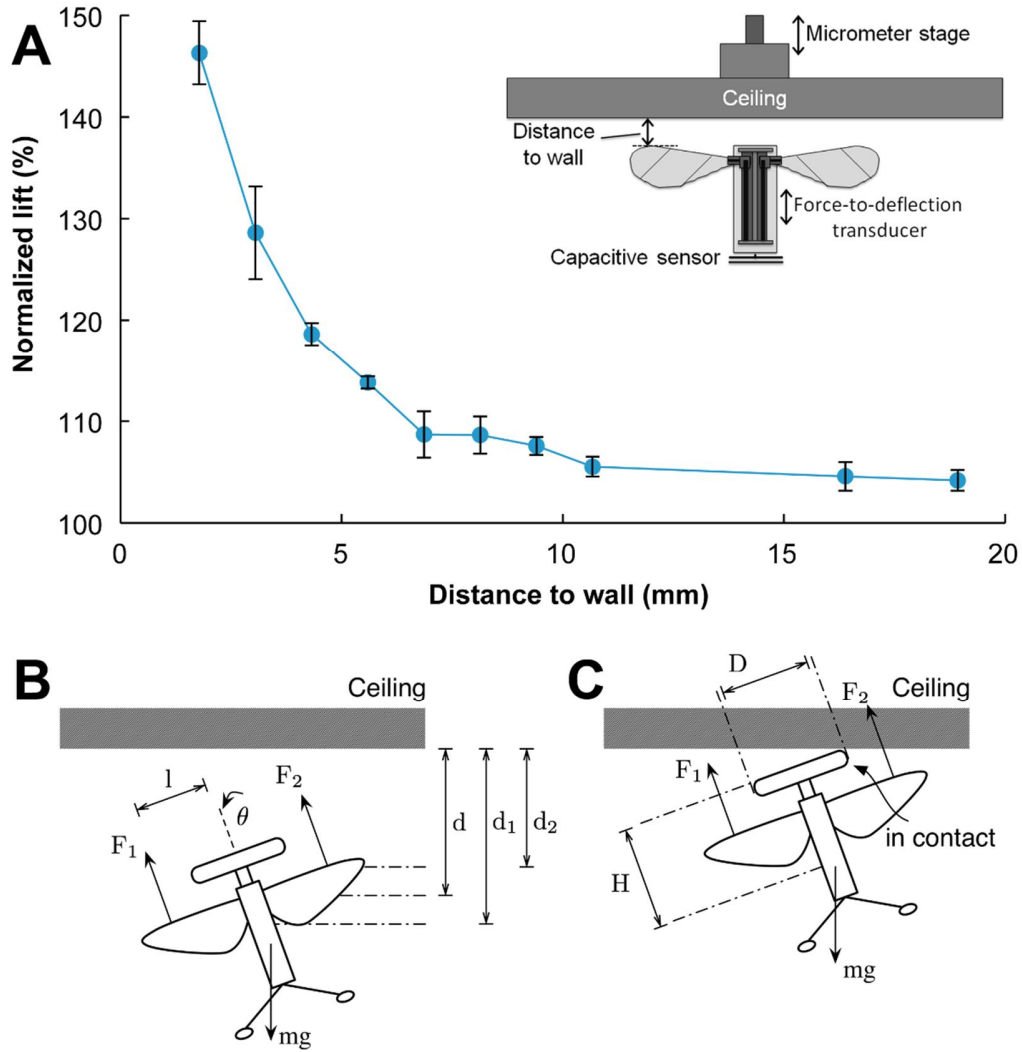 A
Normalized lift (%)
150
140
130
120
110
100
0
5
10
15
20
Distance to wall (mm)
Micrometer stage
Ceiling
Distance
to wall
Force-to-deflection
transducer
Capacitive sensor
B
Ceiling
l
θ
F₂
F₁
d
d₁
d₂
mg
C
D
Ceiling
F₂
F₁
in contact
H
mg